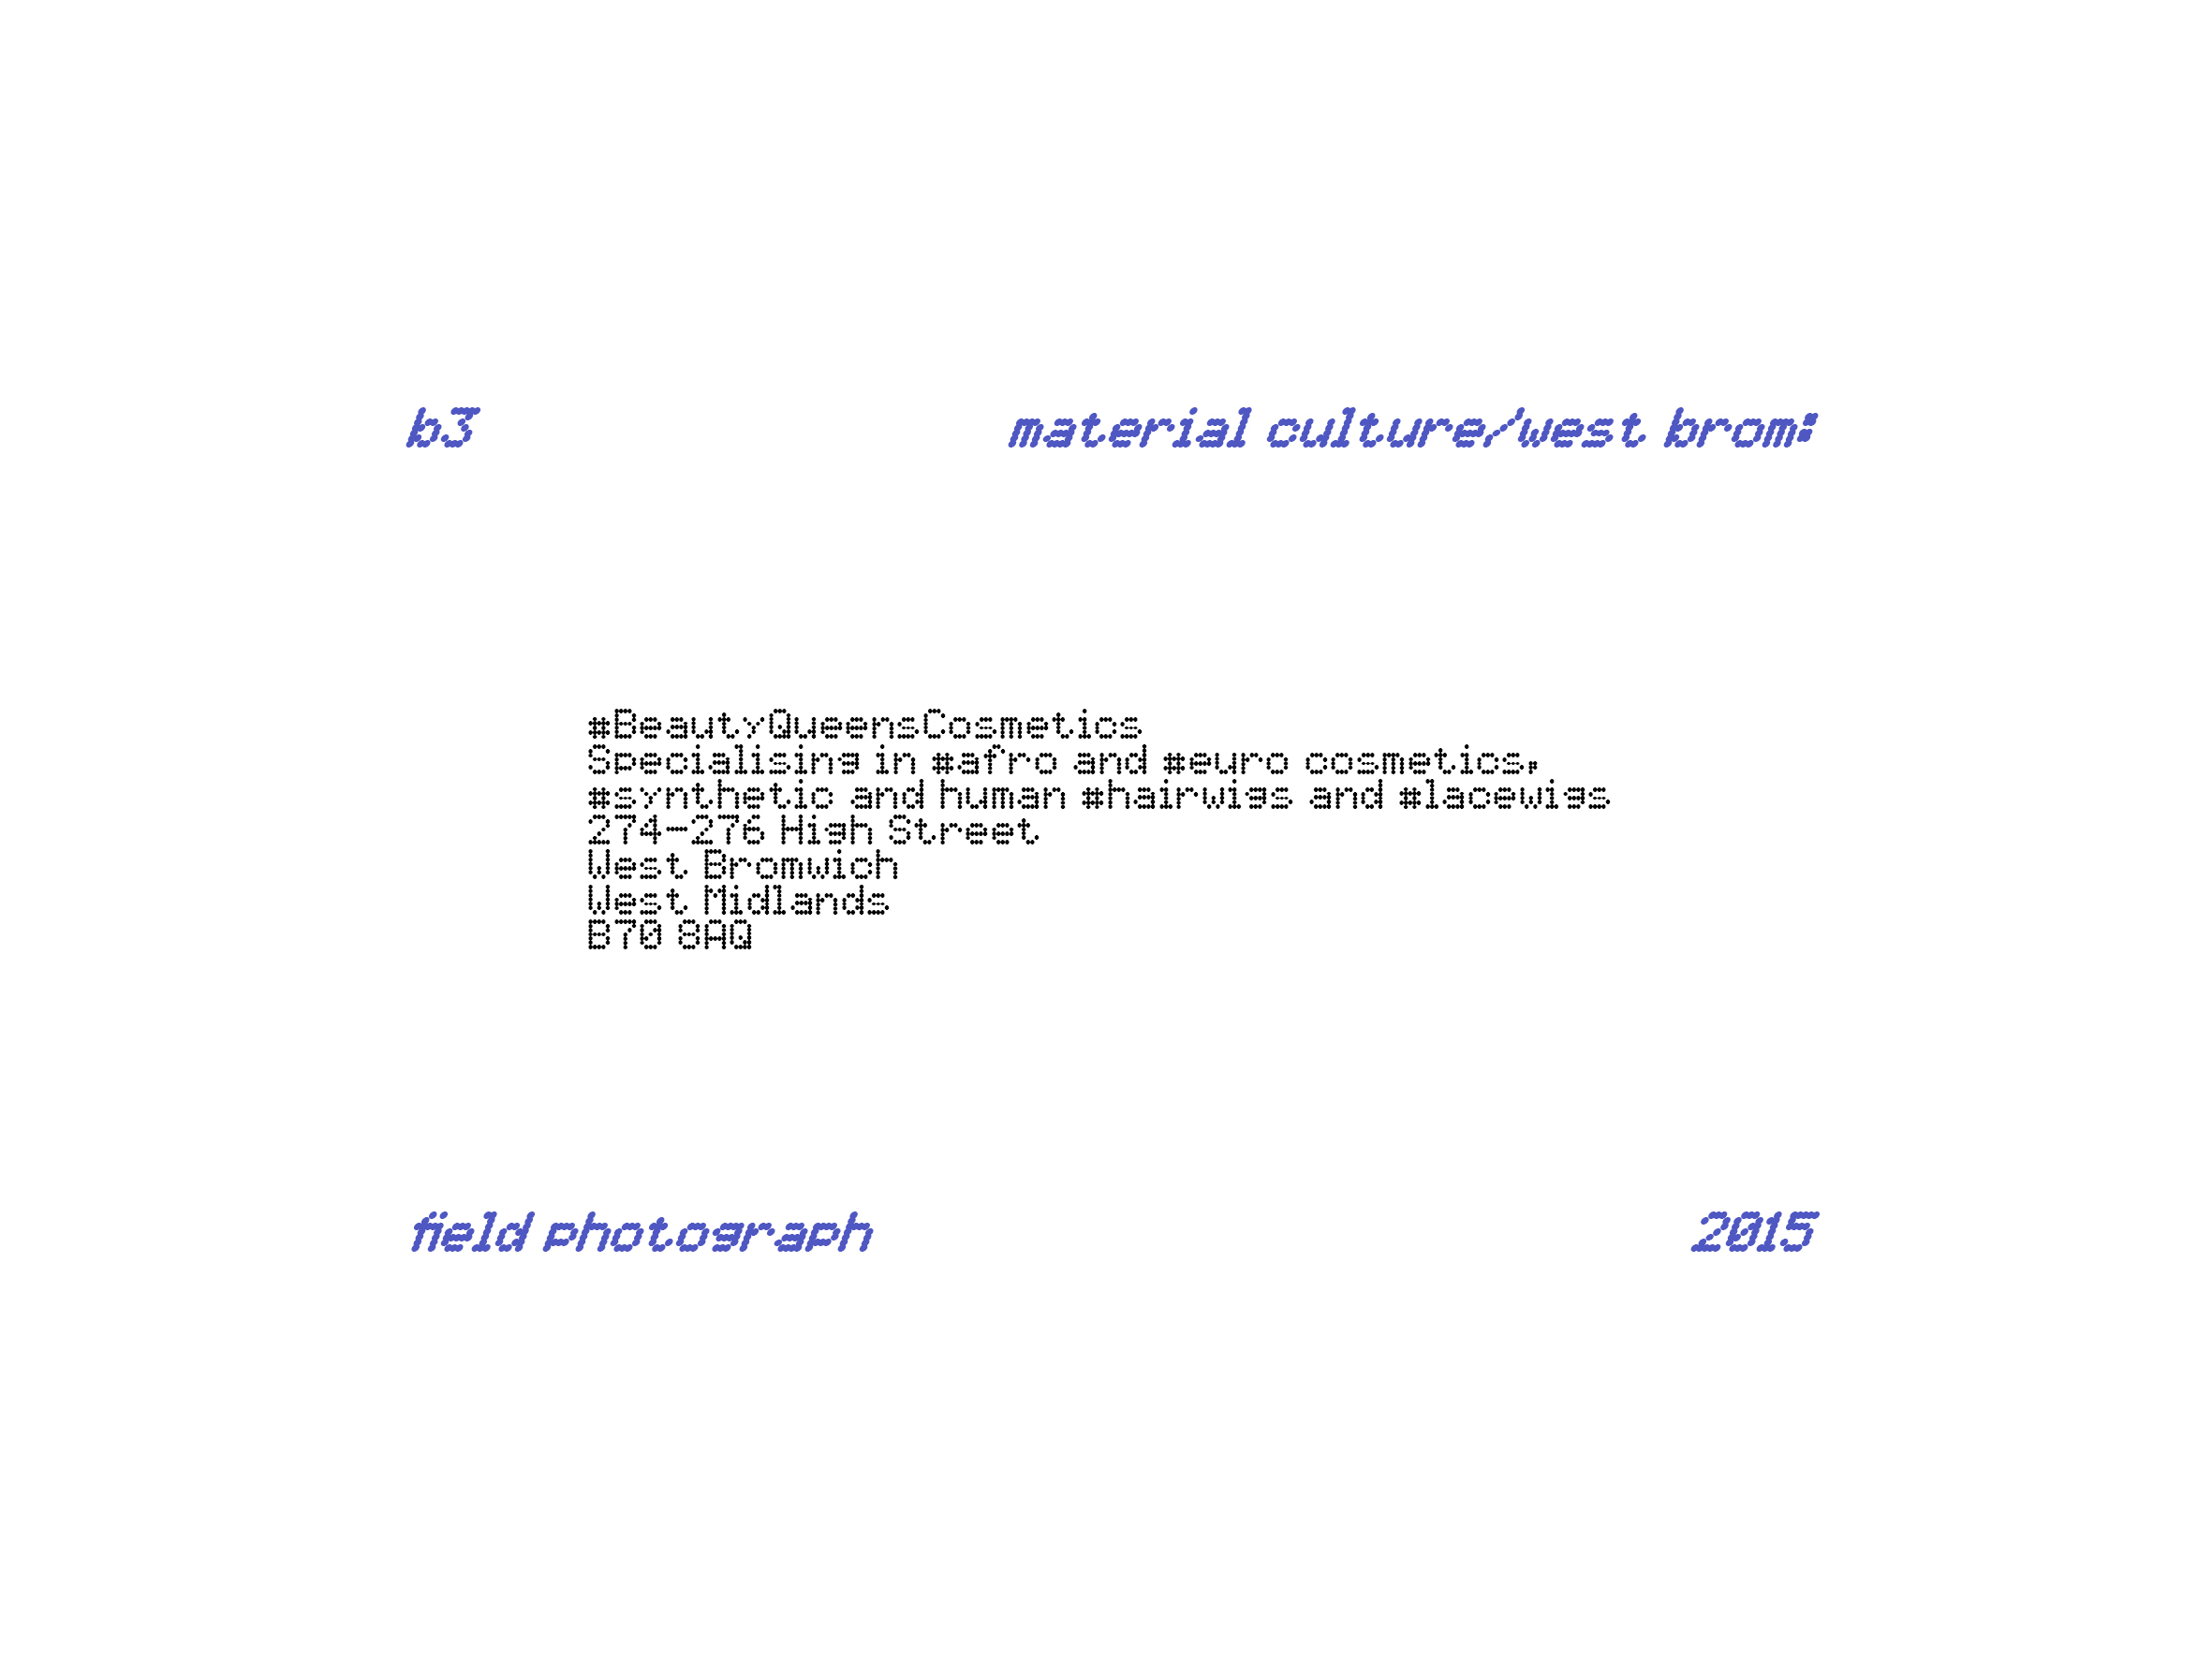 b3 material culture/west brom:
#BeautyQueensCosmetics
Specialising in #afro and #euro cosmetics,
#synthetic and human #hairwigs and #lacewigs
274-276 High Street
West Bromwich
West Midlands
B70 8AQ
field photograph 2015